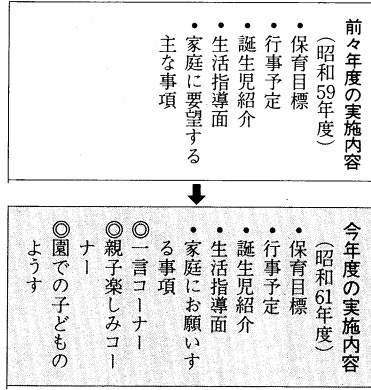 前々年度の実施内容
（昭和59年度）
・保育目標
・行事予定
・誕生児紹介
・生活指導面
・家庭に要望する
主な事項
今年度の実施内容
（昭和61年度）
・保育目標
・行事予定
・誕生児紹介
・生活指導面
・家庭にお願いす
る事項
◎一言コーナー
◎親子楽しみコー
ナー
◎園での子どもの
ようす